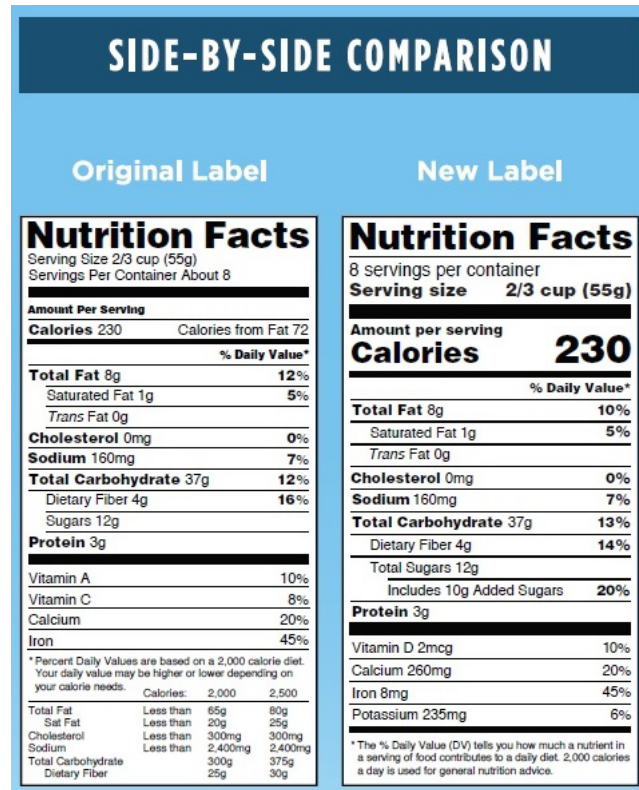 SIDE-BY-SIDE COMPARISON
Original Label
Nutrition Facts
Serving Size 2/3 cup (55g)
Servings Per Container About 8
Amount Per Serving
Calories 230 Calories from Fat 72
% Daily Value*
Total Fat 8g 12%
Saturated Fat 1g 5%
Trans Fat 0g
Cholesterol 0mg 0%
Sodium 160mg 7%
Total Carbohydrate 37g 12%
Dietary Fiber 4g 16%
Sugars 12g
Protein 3g
Vitamin A 10%
Vitamin C 8%
Calcium 20%
Iron 45%
* Percent Daily Values are based on a 2,000 calorie diet.
Your daily value may be higher or lower depending on
your calorie needs.
Calories: 2,000 2,500
Total Fat Less than 65g 80g
Sat Fat Less than 20g 25g
Cholesterol Less than 300mg 300mg
Sodium Less than 2,400mg 2,400mg
Total Carbohydrate 300g 375g
Dietary Fiber 25g 30g
New Label
Nutrition Facts
8 servings per container
Serving size 2/3 cup (55g)
Amount per serving
Calories 230
% Daily Value*
Total Fat 8g 10%
Saturated Fat 1g 5%
Trans Fat 0g
Cholesterol 0mg 0%
Sodium 160mg 7%
Total Carbohydrate 37g 13%
Dietary Fiber 4g 14%
Total Sugars 12g
Includes 10g Added Sugars 20%
Protein 3g
Vitamin D 2mcg 10%
Calcium 260mg 20%
Iron 8mg 45%
Potassium 235mg 6%
* The % Daily Value (DV) tells you how much a nutrient in
a serving of food contributes to a daily diet. 2,000 calories
a day is used for general nutrition advice.